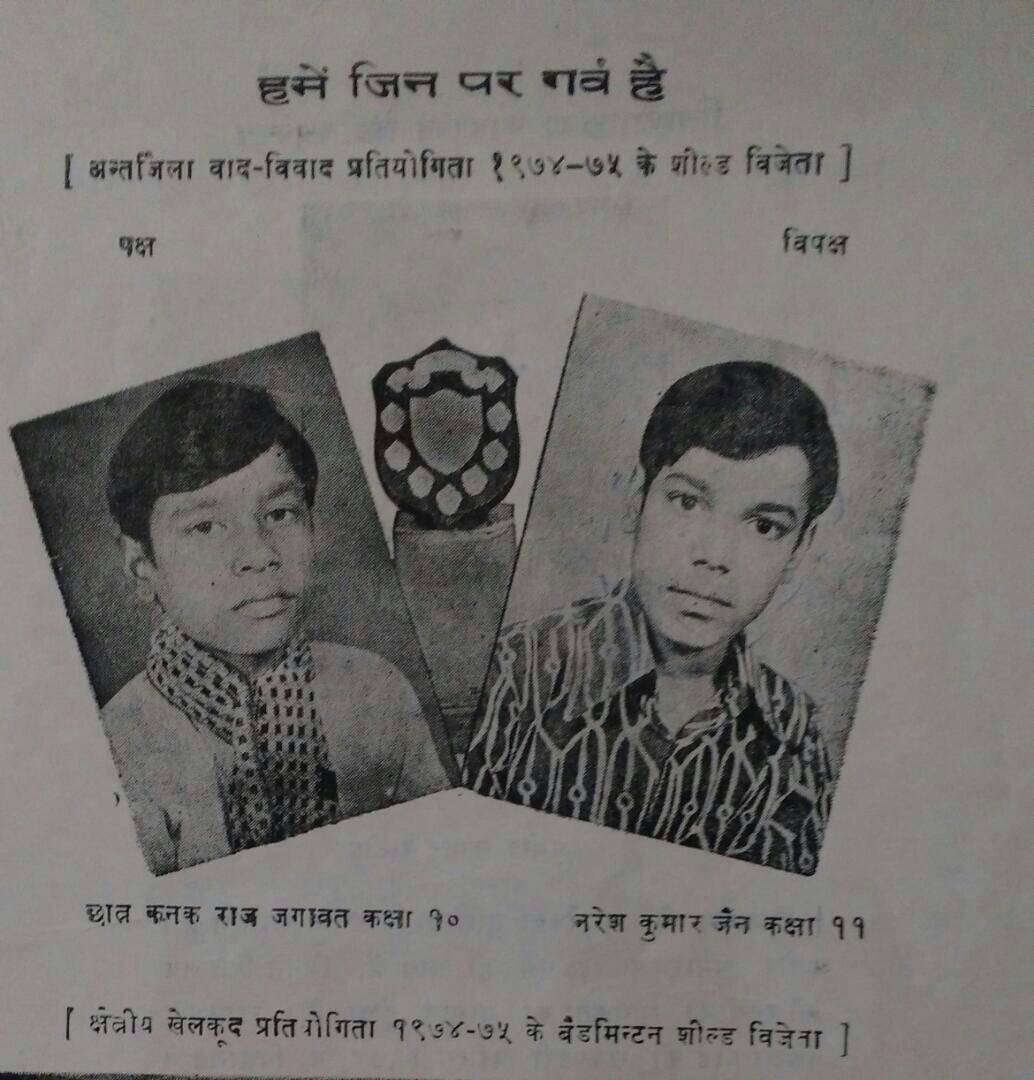 हमें जिन पर गर्व है
[ अन्तर्जिला वाद-विवाद प्रतियोगिता १९७४-७५ के शील्ड विजेता ]
पक्ष विपक्ष
छात्र कनक राज जगावत कक्षा १० नरेश कुमार जैन कक्षा ११
[ क्षेत्रीय खेलकूद प्रतियोगिता १९७४-७५ के बैडमिन्टन शील्ड विजेता ]